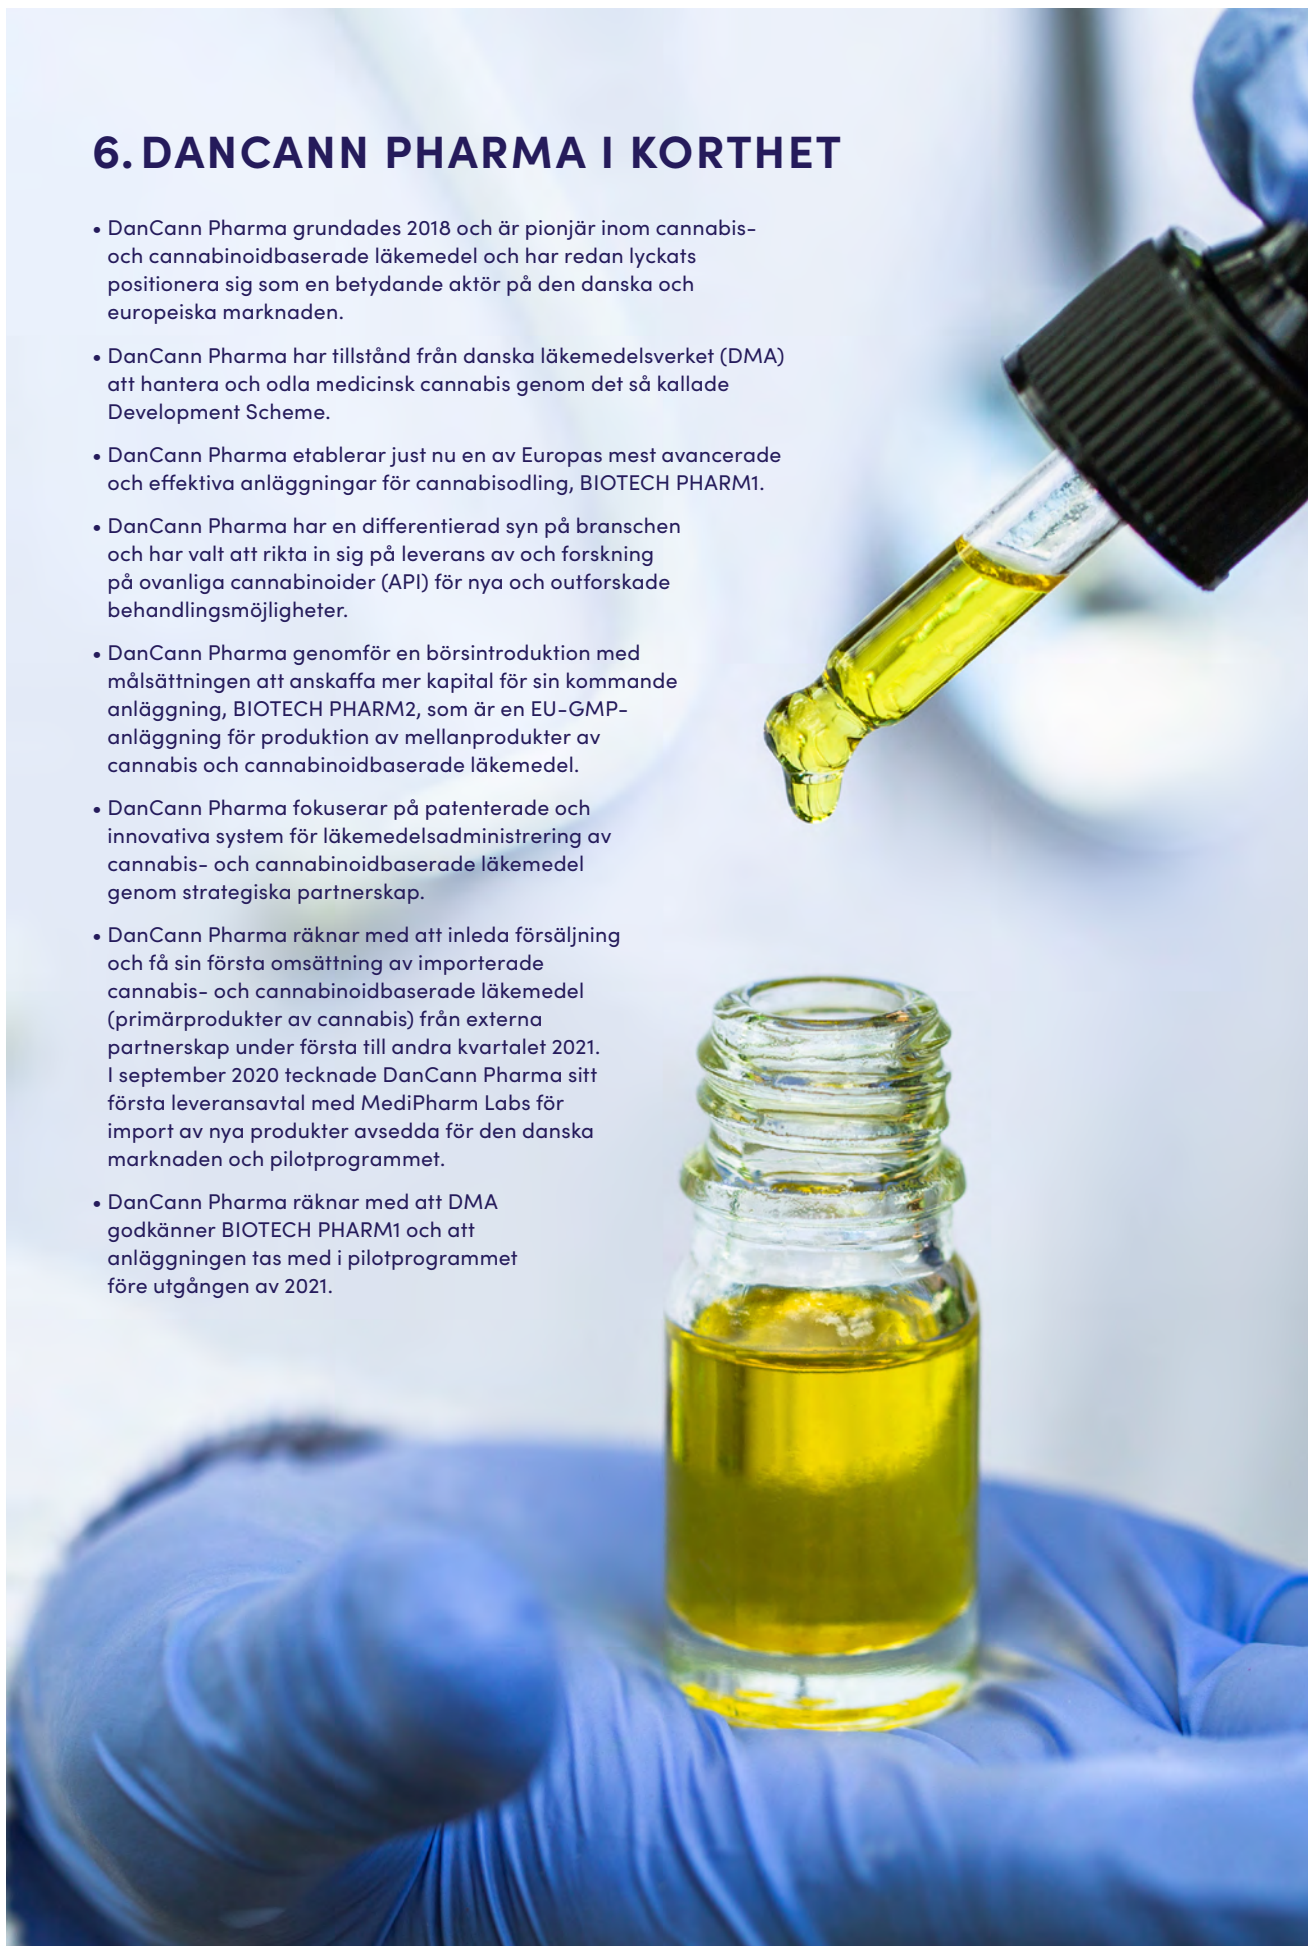 6. DANCANN PHARMA I KORTHET
• DanCann Pharma grundades 2018 och är pionjär inom cannabis-
och cannabinoidbaserade läkemedel och har redan lyckats
positionera sig som en betydande aktör på den danska och
europeiska marknaden.
• DanCann Pharma har tillstånd från danska läkemedelsverket (DMA)
att hantera och odla medicinsk cannabis genom det så kallade
Development Scheme.
• DanCann Pharma etablerar just nu en av Europas mest avancerade
och effektiva anläggningar för cannabisodling, BIOTECH PHARM1.
• DanCann Pharma har en differentierad syn på branschen
och har valt att rikta in sig på leverans av och forskning
på ovanliga cannabinoider (API) för nya och outforskade
behandlingsmöjligheter.
• DanCann Pharma genomför en börsintroduktion med
målsättningen att anskaffa mer kapital för sin kommande
anläggning, BIOTECH PHARM2, som är en EU-GMP-
anläggning för produktion av mellanprodukter av
cannabis och cannabinoidbaserade läkemedel.
• DanCann Pharma fokuserar på patenterade och
innovativa system för läkemedelsadministrering av
cannabis- och cannabinoidbaserade läkemedel
genom strategiska partnerskap.
• DanCann Pharma räknar med att inleda försäljning
och få sin första omsättning av importerade
cannabis- och cannabinoidbaserade läkemedel
(primärprodukter av cannabis) från externa
partnerskap under första till andra kvartalet 2021.
I september 2020 tecknade DanCann Pharma sitt
första leveransavtal med MediPharm Labs för
import av nya produkter avsedda för den danska
marknaden och pilotprogrammet.
• DanCann Pharma räknar med att DMA
godkänner BIOTECH PHARM1 och att
anläggningen tas med i pilotprogrammet
före utgången av 2021.